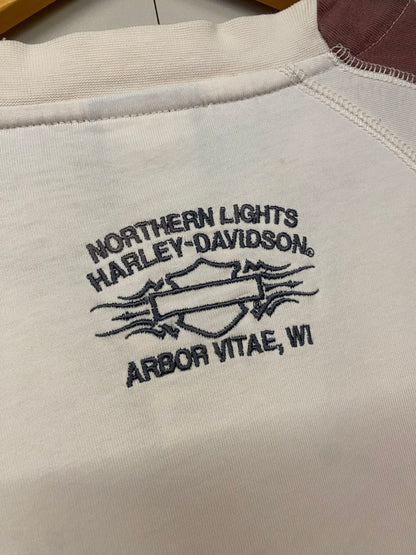 NORTHERN LIGHTS
HARLEY-DAVIDSON®
ARBOR VITAE, WI